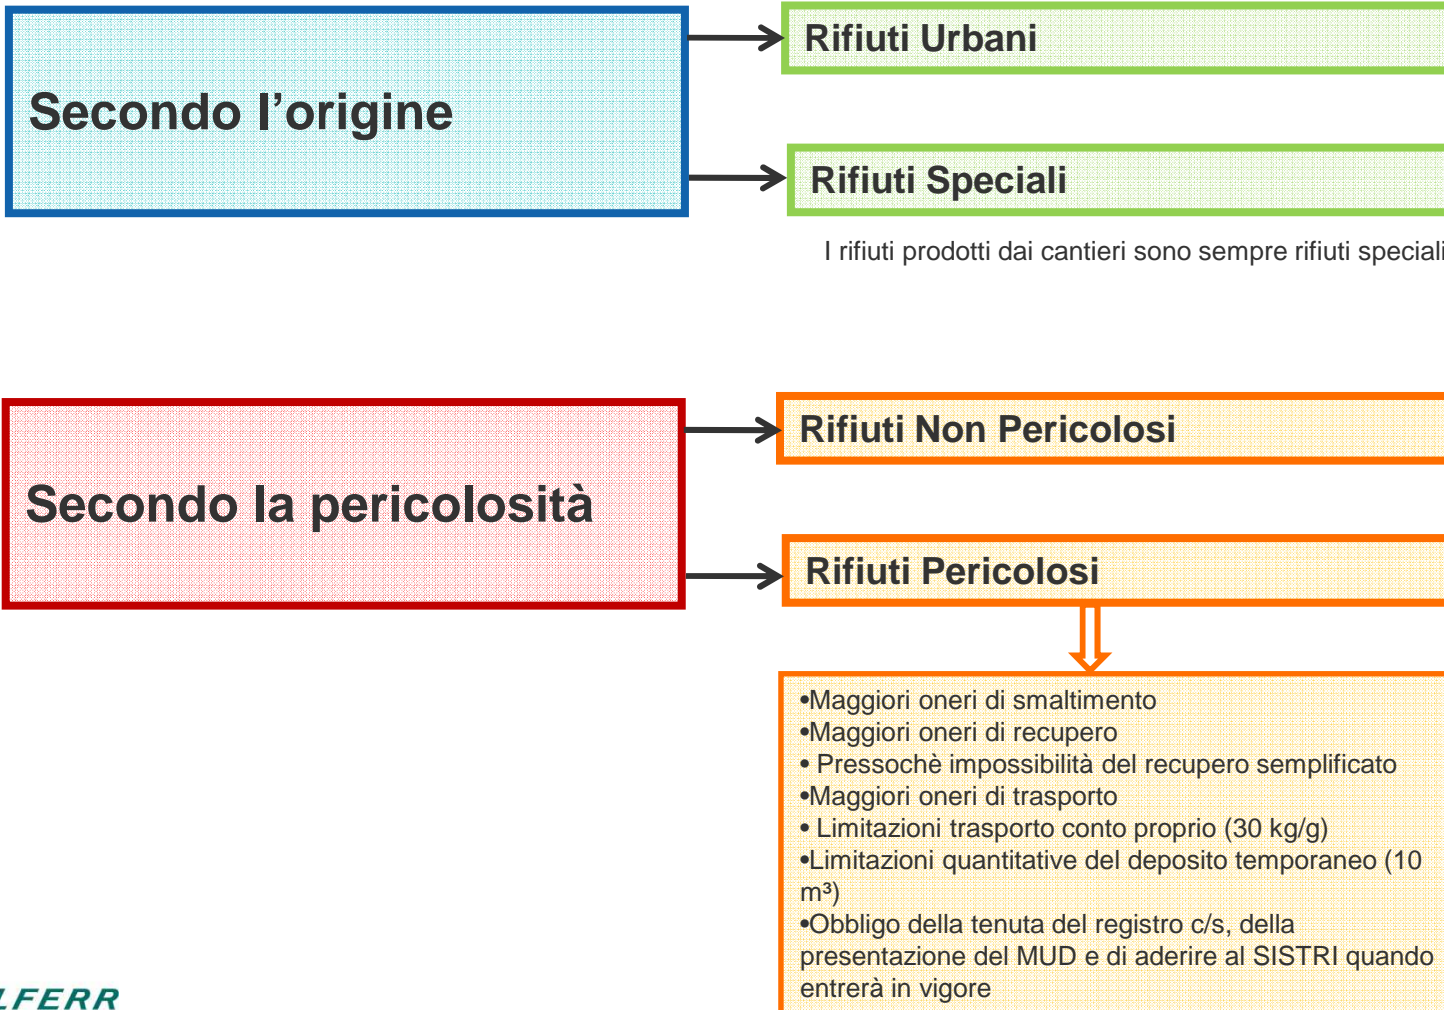 Secondo l’origine
Rifiuti Urbani
Rifiuti Speciali
I rifiuti prodotti dai cantieri sono sempre rifiuti speciali
Secondo la pericolosità
Rifiuti Non Pericolosi
Rifiuti Pericolosi
•Maggiori oneri di smaltimento
•Maggiori oneri di recupero
• Pressochè impossibilità del recupero semplificato
•Maggiori oneri di trasporto
• Limitazioni trasporto conto proprio (30 kg/g)
•Limitazioni quantitative del deposito temporaneo (10
m³)
•Obbligo della tenuta del registro c/s, della
presentazione del MUD e di aderire al SISTRI quando
entrerà in vigore
LFERR